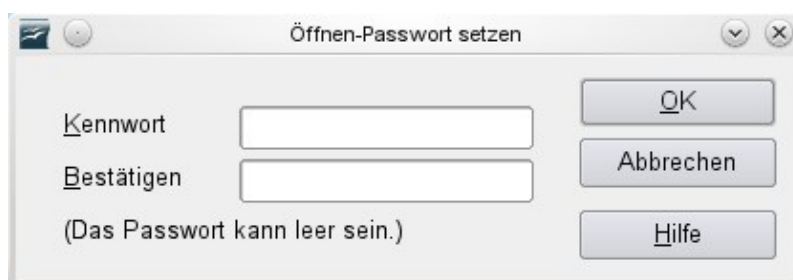 Öffnen-Passwort setzen
Kennwort
OK
Bestätigen
Abbrechen
(Das Passwort kann leer sein.)
Hilfe